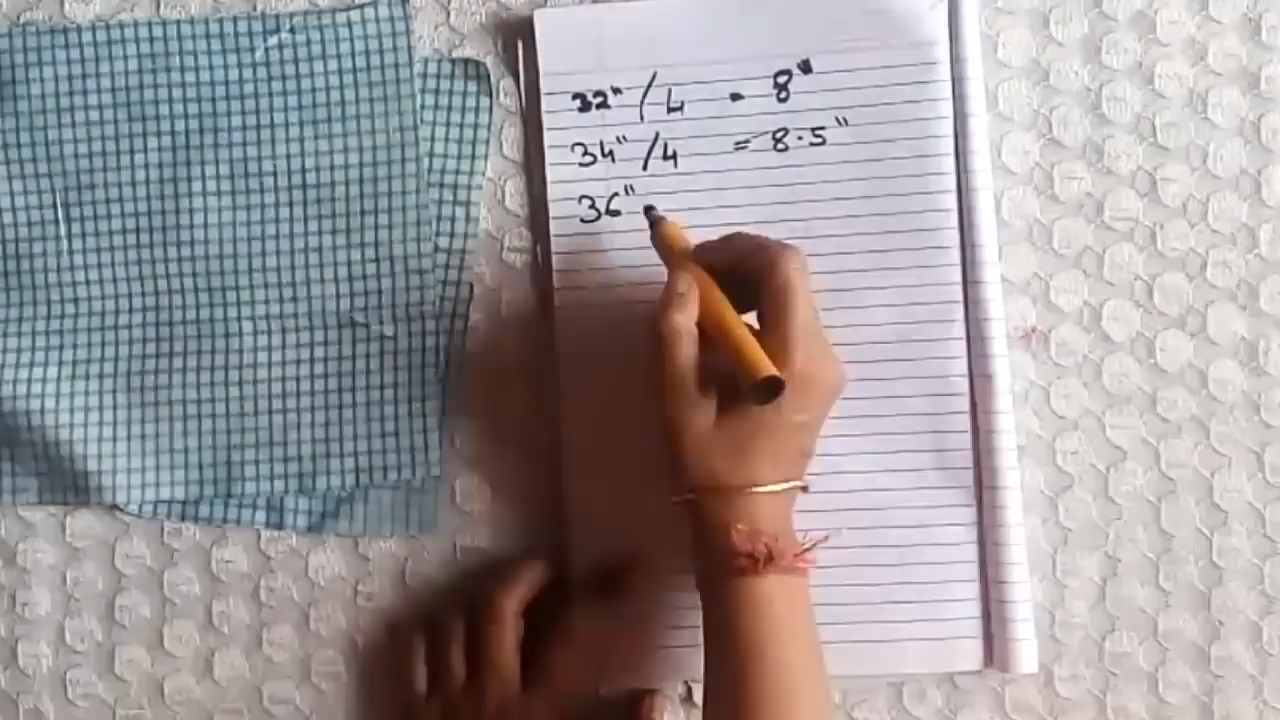 32" / 4 = 8"
34" / 4 = 8.5"
36"